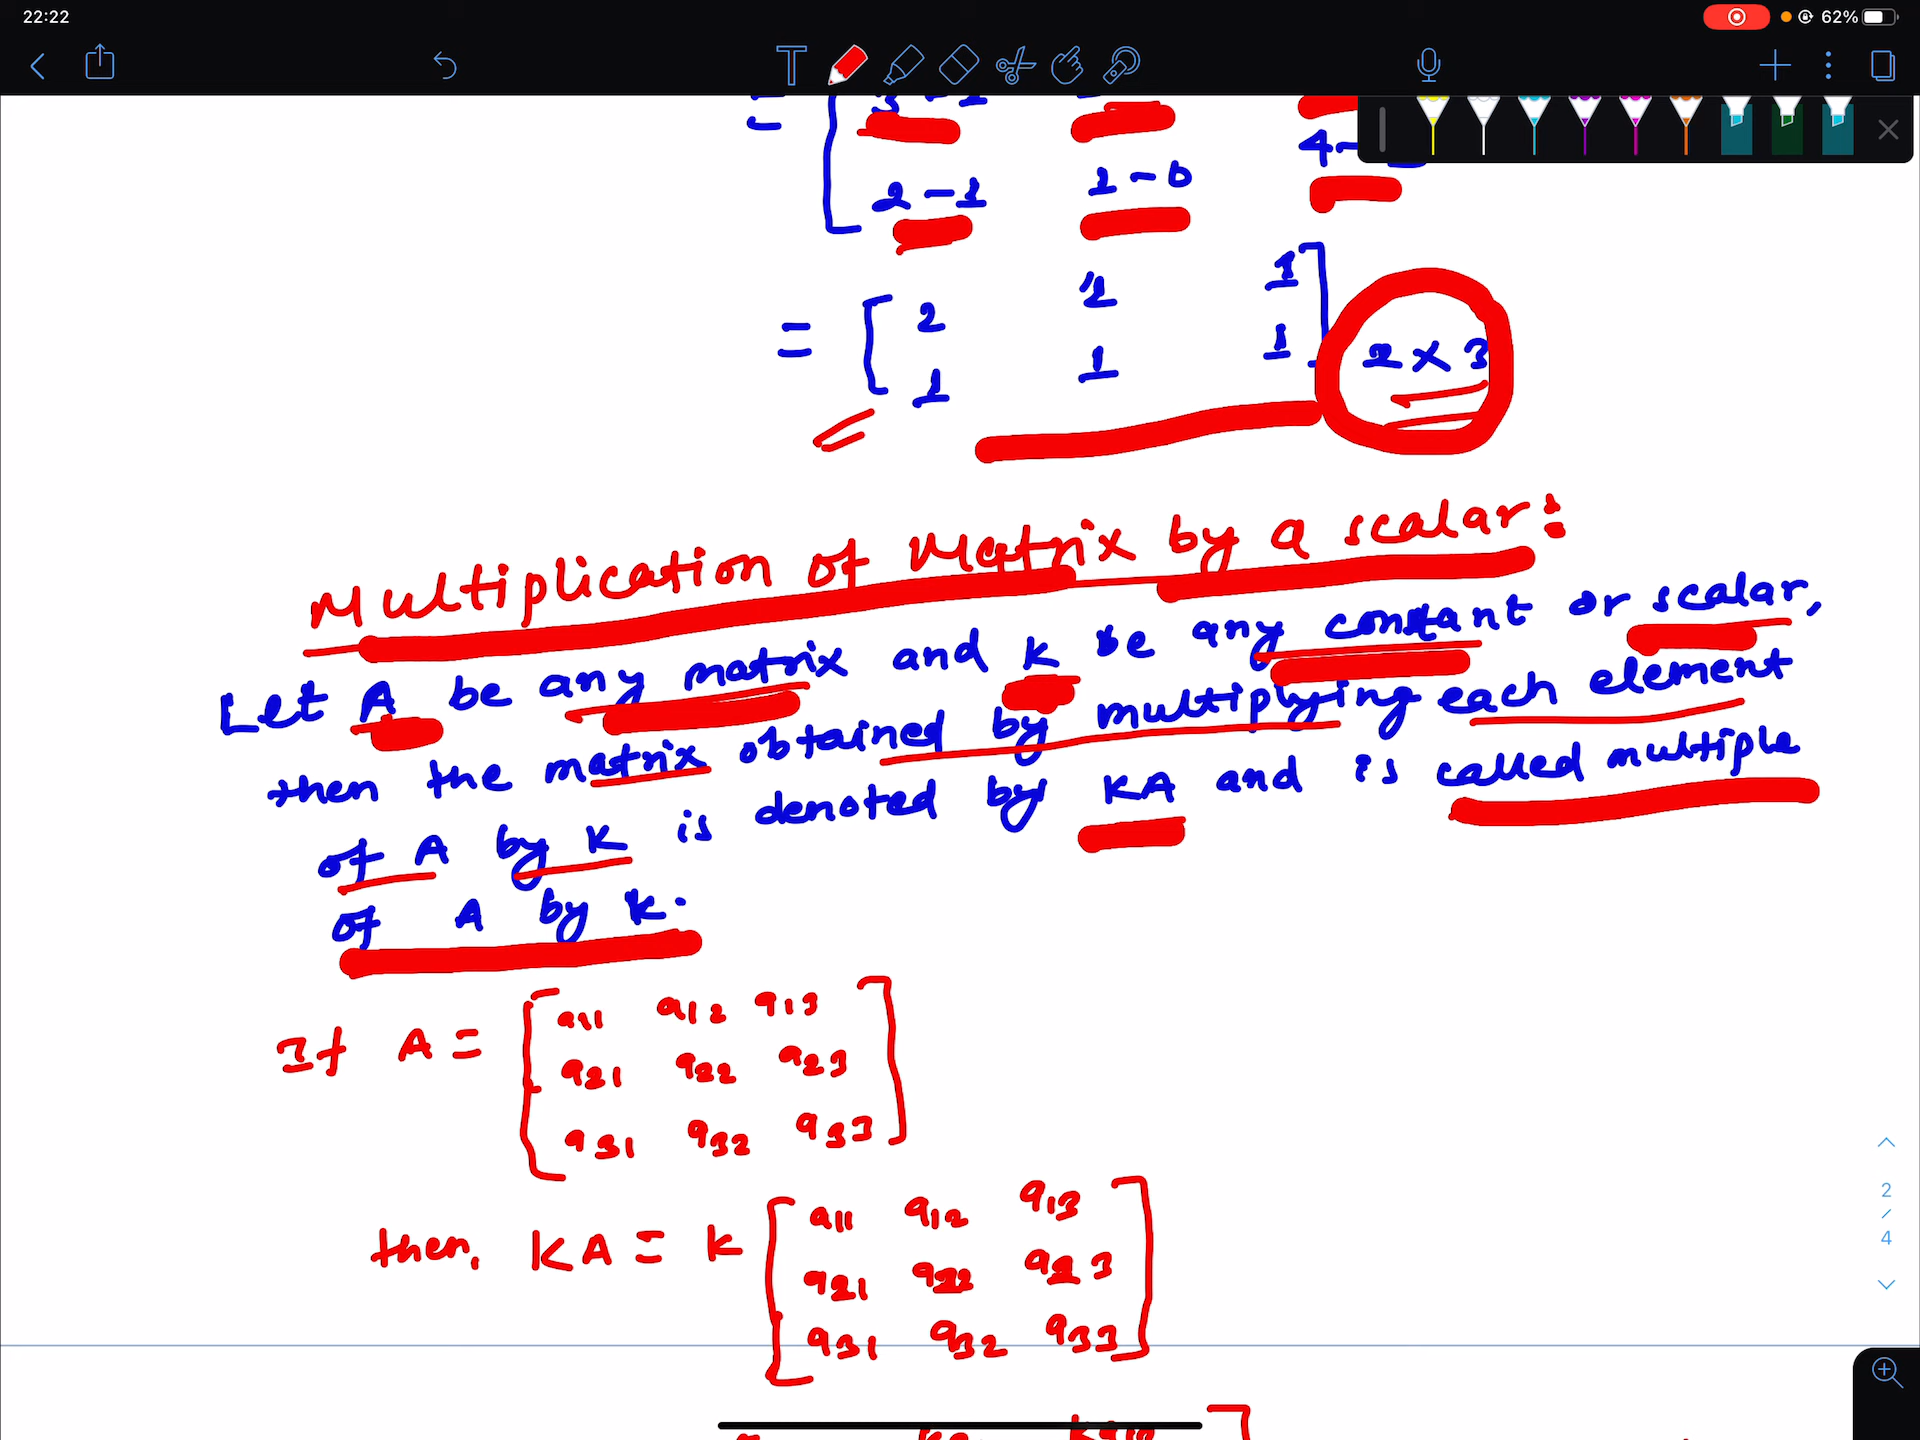 22:22
62%
T
=
4-
2-1 1-0
= [ 2 1 1 ]
1 1 1 2 × 3
Multiplication of Matrix by a scalar:
Let A be any matrix and K be any constant or scalar,
then the matrix obtained by multiplying each element
of A by K is denoted by KA and is called multiple
of A by k.
If A = [ a11 a12 a13
a21 a22 a23
a31 a32 a33 ]
then, KA = k [ a11 a12 a13
a21 a22 a23
a31 a32 a33 ]
2
/
4